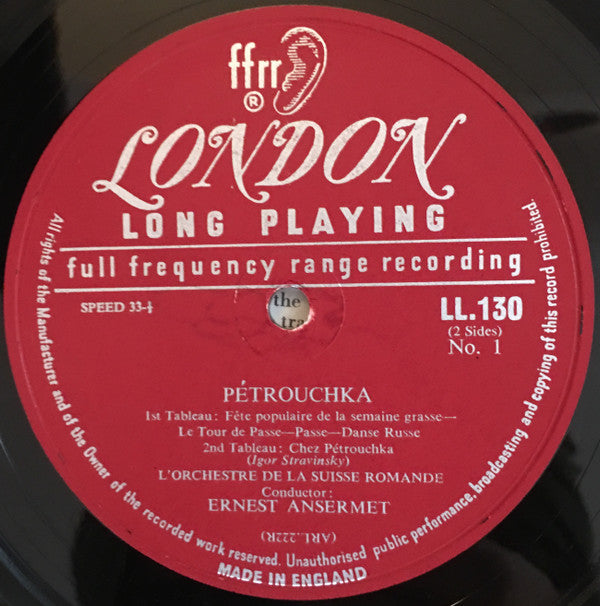 ffrr
®
LONDON
LONG PLAYING
full frequency range recording
SPEED 33-⅓
the
tra
LL.130
(2 Sides)
No. 1
PÉTROUCHKA
1st Tableau: Fête populaire de la semaine grasse—
Le Tour de Passe—Passe—Danse Russe
2nd Tableau: Chez Pétrouchka
(Igor Stravinsky)
L'ORCHESTRE DE LA SUISSE ROMANDE
Conductor:
ERNEST ANSERMET
(ARL.222R)
All rights of the Manufacturer and of the Owner of the recorded work reserved. Unauthorised public performance, broadcasting and copying of this record prohibited.
MADE IN ENGLAND